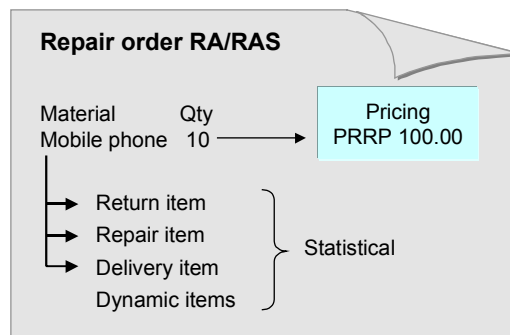 Repair order RA/RAS
Material Qty
Mobile phone 10
Pricing
PRRP 100.00
Return item
Repair item
Delivery item
Dynamic items
Statistical